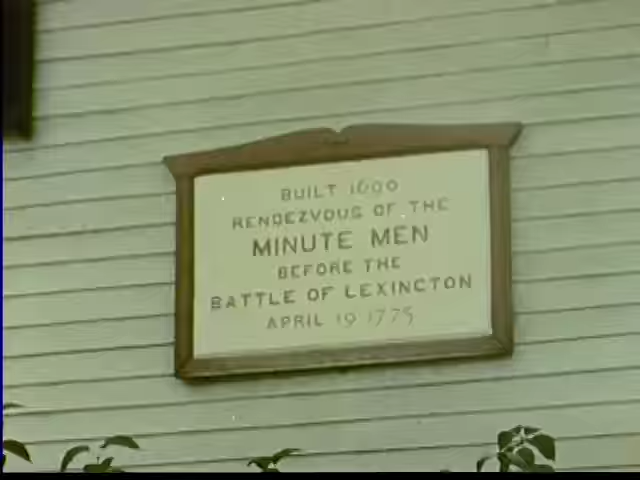 BUILT 1690
RENDEZVOUS OF THE
MINUTE MEN
BEFORE THE
BATTLE OF LEXINGTON
APRIL 19 1775